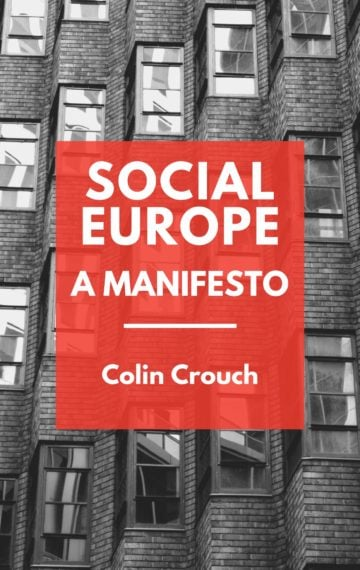 SOCIAL
EUROPE
A MANIFESTO
Colin Crouch